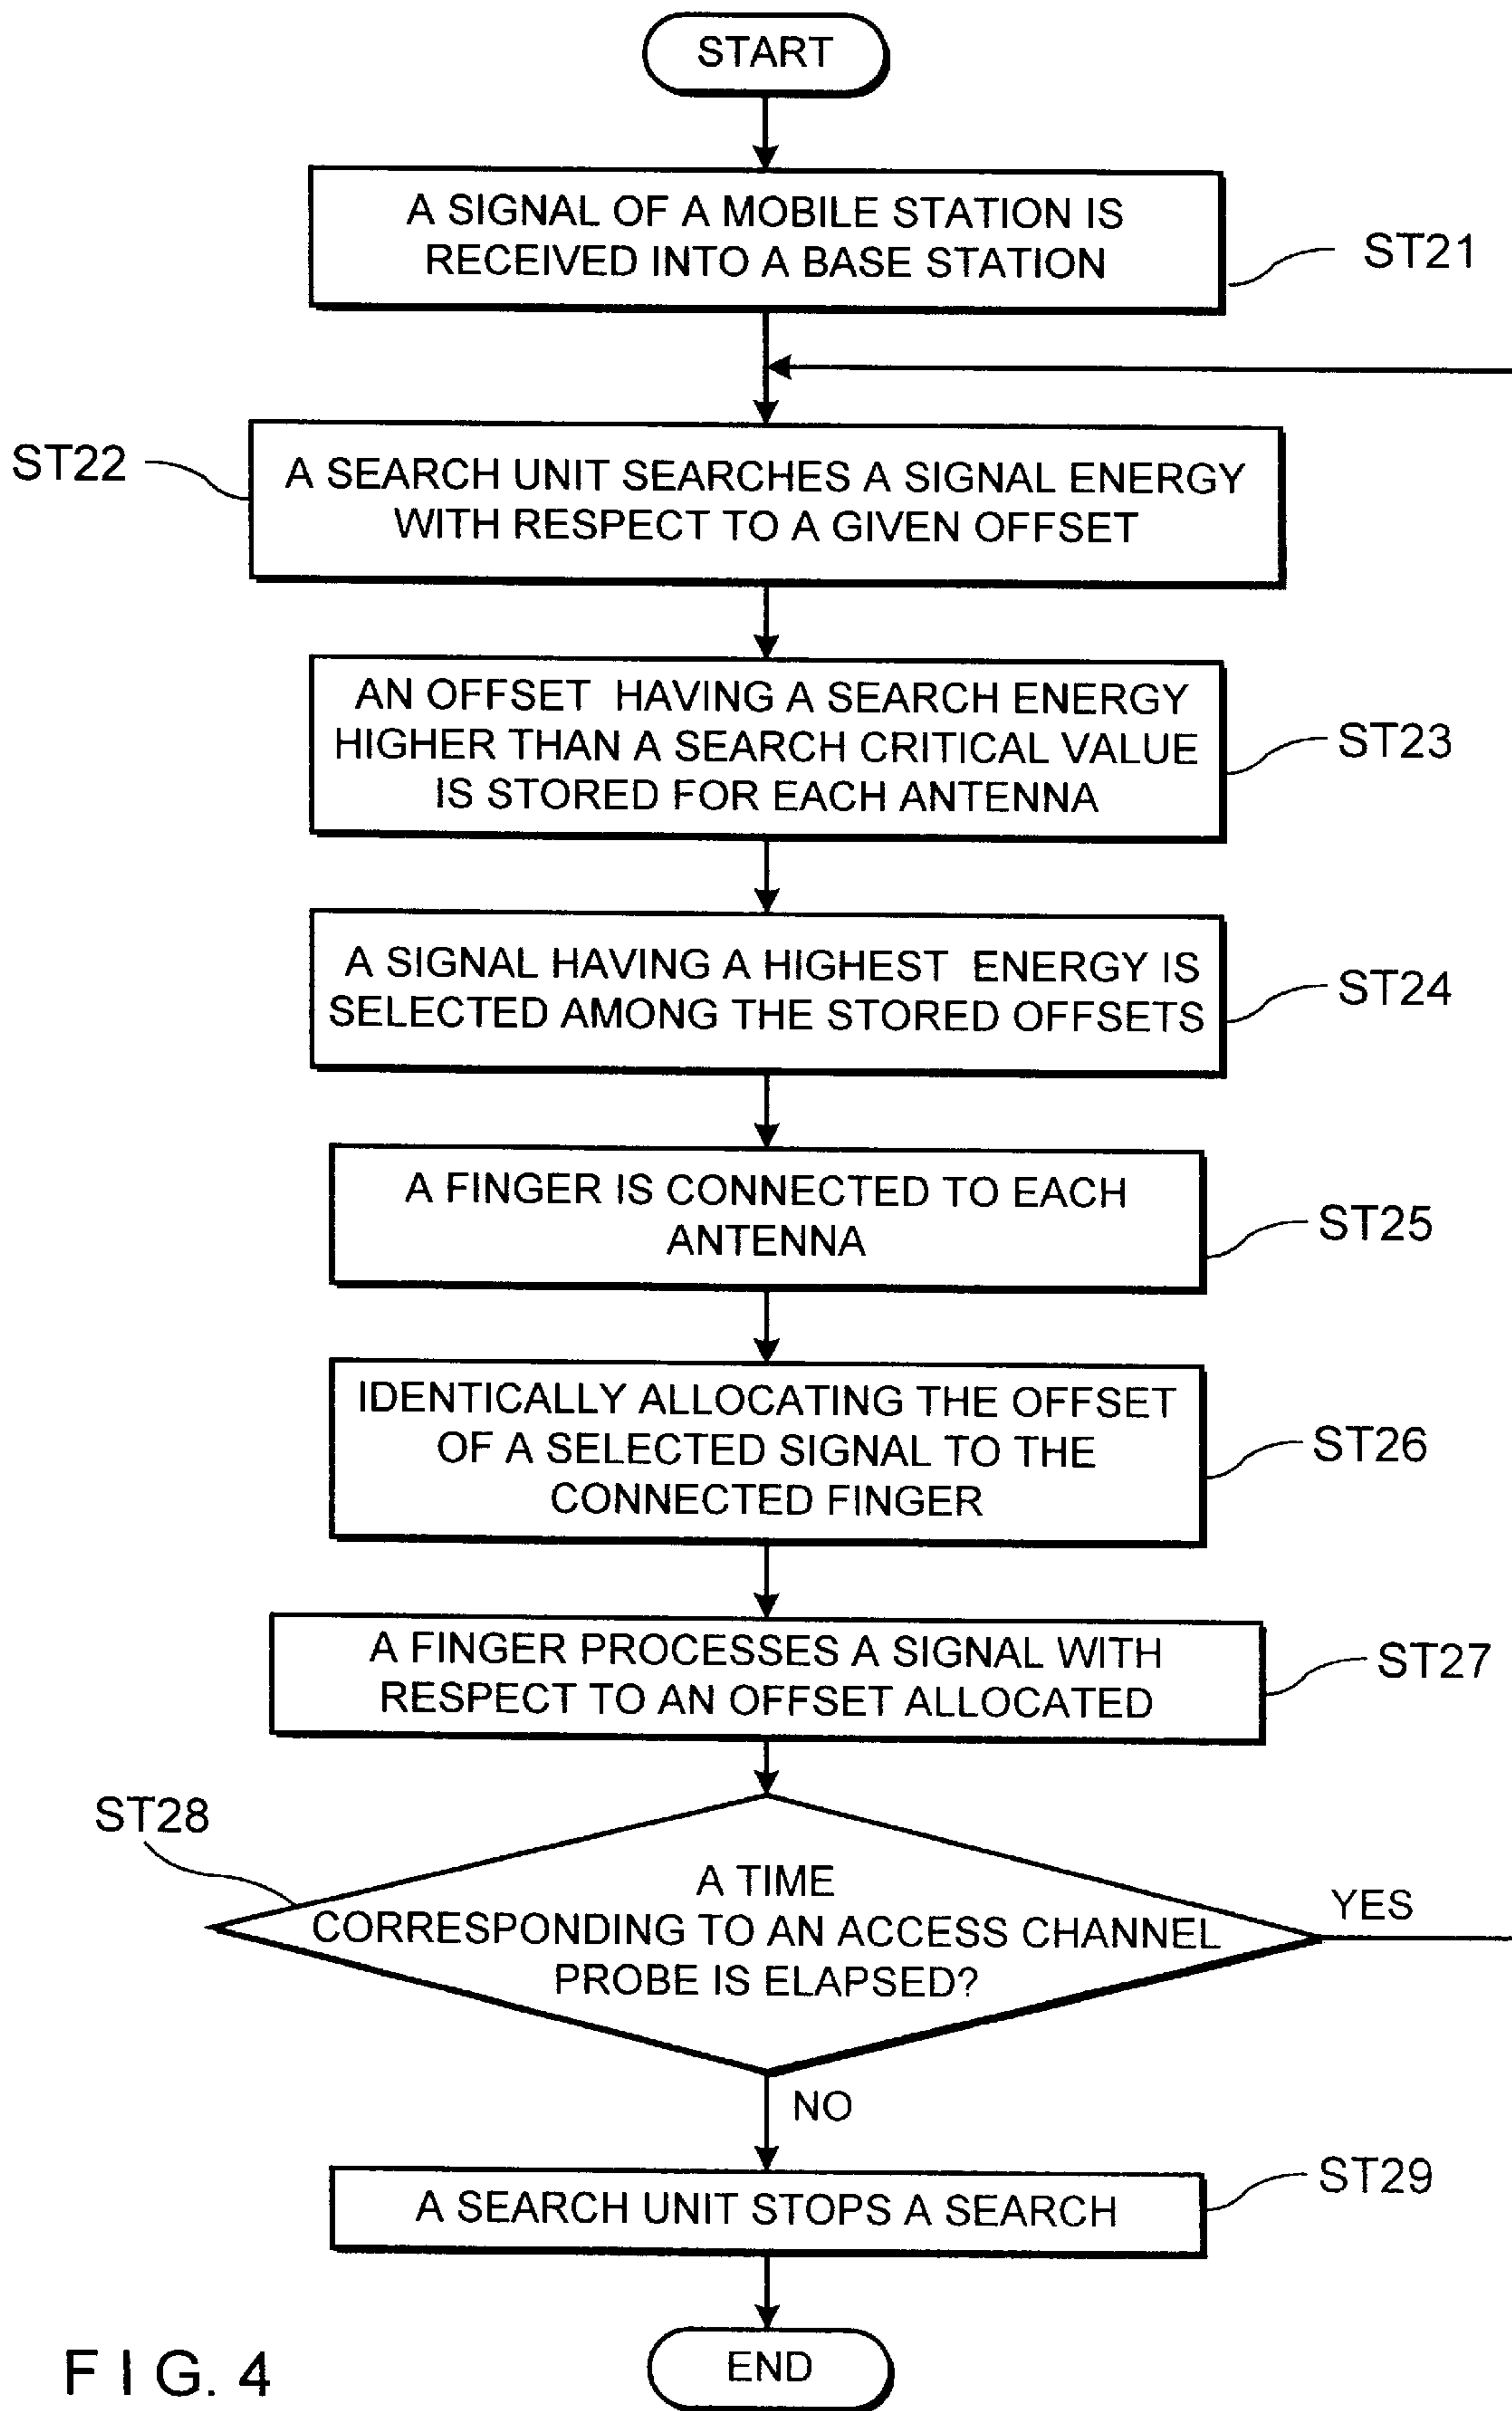 START
A SIGNAL OF A MOBILE STATION IS
RECEIVED INTO A BASE STATION
ST21
ST22
A SEARCH UNIT SEARCHES A SIGNAL ENERGY
WITH RESPECT TO A GIVEN OFFSET
AN OFFSET HAVING A SEARCH ENERGY
HIGHER THAN A SEARCH CRITICAL VALUE
IS STORED FOR EACH ANTENNA
ST23
A SIGNAL HAVING A HIGHEST ENERGY IS
SELECTED AMONG THE STORED OFFSETS
ST24
A FINGER IS CONNECTED TO EACH
ANTENNA
ST25
IDENTICALLY ALLOCATING THE OFFSET
OF A SELECTED SIGNAL TO THE
CONNECTED FINGER
ST26
A FINGER PROCESSES A SIGNAL WITH
RESPECT TO AN OFFSET ALLOCATED
ST27
ST28
A TIME
CORRESPONDING TO AN ACCESS CHANNEL
PROBE IS ELAPSED?
YES
NO
A SEARCH UNIT STOPS A SEARCH
ST29
END
FIG. 4